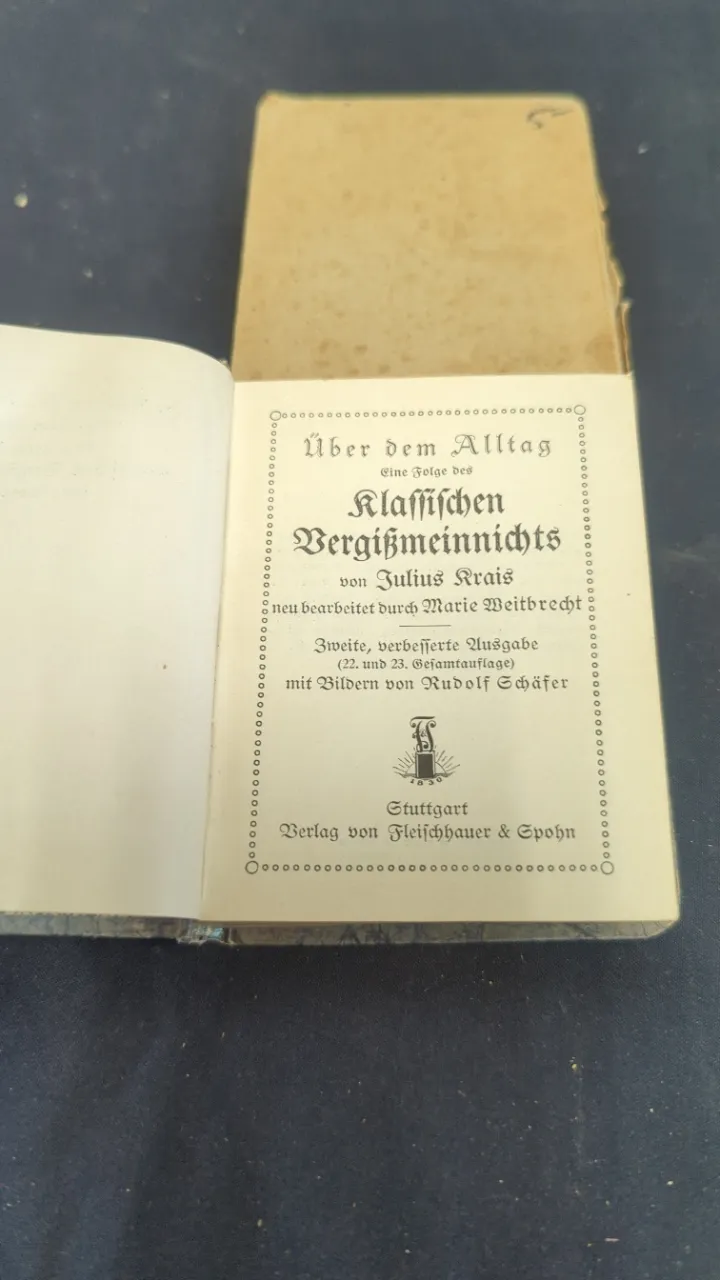 Über dem Alltag
Eine Folge des
Klassischen
Vergißmeinnichts
von Julius Krais
neu bearbeitet durch Marie Weitbrecht
Zweite, verbesserte Ausgabe
(22. und 23. Gesamtauflage)
mit Bildern von Rudolf Schäfer
1830
Stuttgart
Verlag von Fleischhauer & Spohn